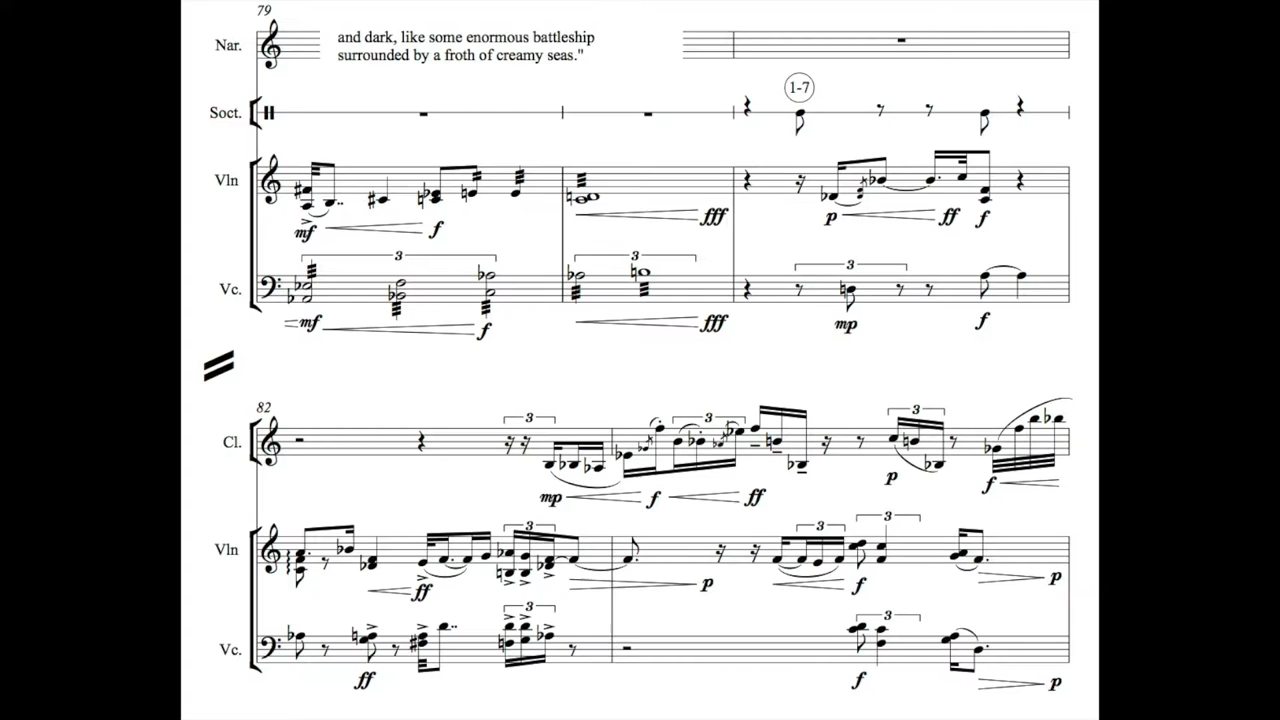 79
Nar.
and dark, like some enormous battleship
surrounded by a froth of creamy seas."
Soct.
1-7
Vln
mf f fff p ff f
3 3 3
Vc.
mf f fff mp f
82
3 3 3
Cl.
mp f ff p f
3 3 3
Vln
ff p f p
3 3
Vc.
ff f p